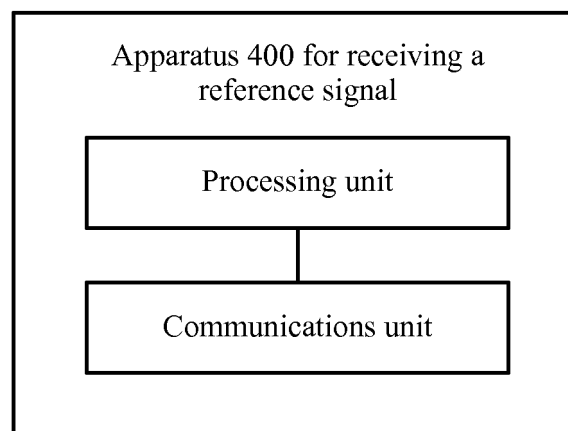 Apparatus 400 for receiving a
reference signal
Processing unit
Communications unit